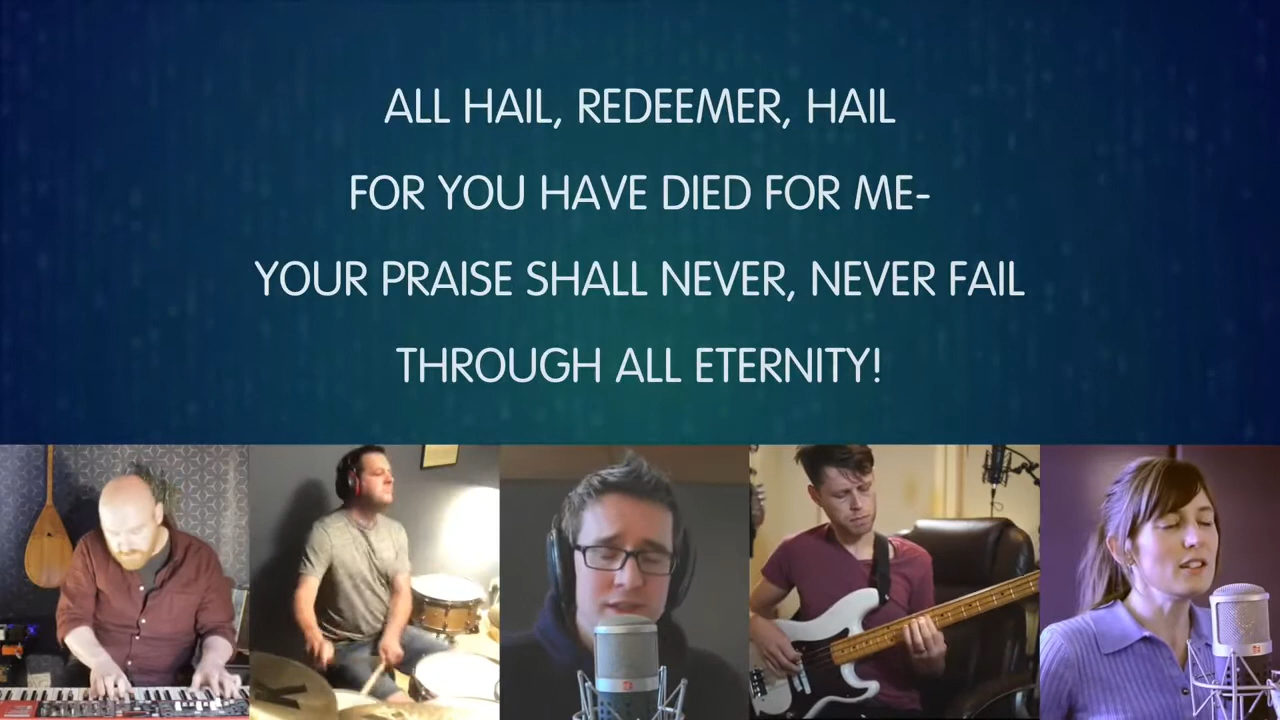 ALL HAIL, REDEEMER, HAIL
FOR YOU HAVE DIED FOR ME-
YOUR PRAISE SHALL NEVER, NEVER FAIL
THROUGH ALL ETERNITY!
K